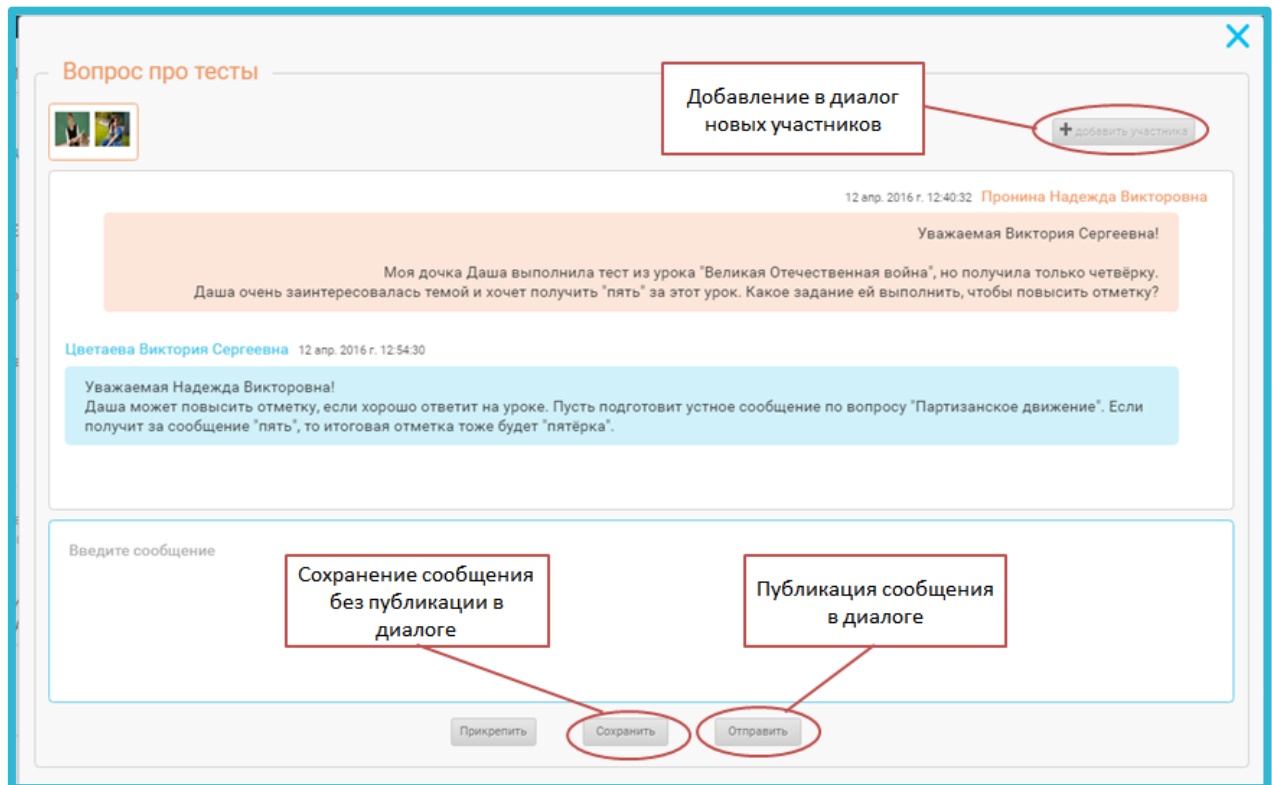 Вопрос про тесты
Добавление в диалог
новых участников
+ добавить участника
12 апр. 2016 г. 12:40:32 Пронина Надежда Викторовна
Уважаемая Виктория Сергеевна!
Моя дочка Даша выполнила тест из урока "Великая Отечественная война", но получила только четвёрку.
Даша очень заинтересовалась темой и хочет получить "пять" за этот урок. Какое задание ей выполнить, чтобы повысить отметку?
Цветаева Виктория Сергеевна 12 апр. 2016 г. 12:54:30
Уважаемая Надежда Викторовна!
Даша может повысить отметку, если хорошо ответит на уроке. Пусть подготовит устное сообщение по вопросу "Партизанское движение". Если
получит за сообщение "пять", то итоговая отметка тоже будет "пятёрка".
Введите сообщение
Сохранение сообщения
без публикации в
диалоге
Публикация сообщения
в диалоге
Прикрепить
Сохранить
Отправить